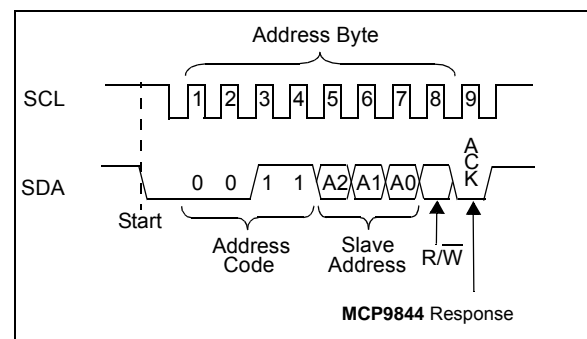 Address Byte
SCL 1 2 3 4 5 6 7 8 9
SDA 0 0 1 1 A2 A1 A0 ACK
Start
Address Code
Slave Address
R/W̅
MCP9844 Response